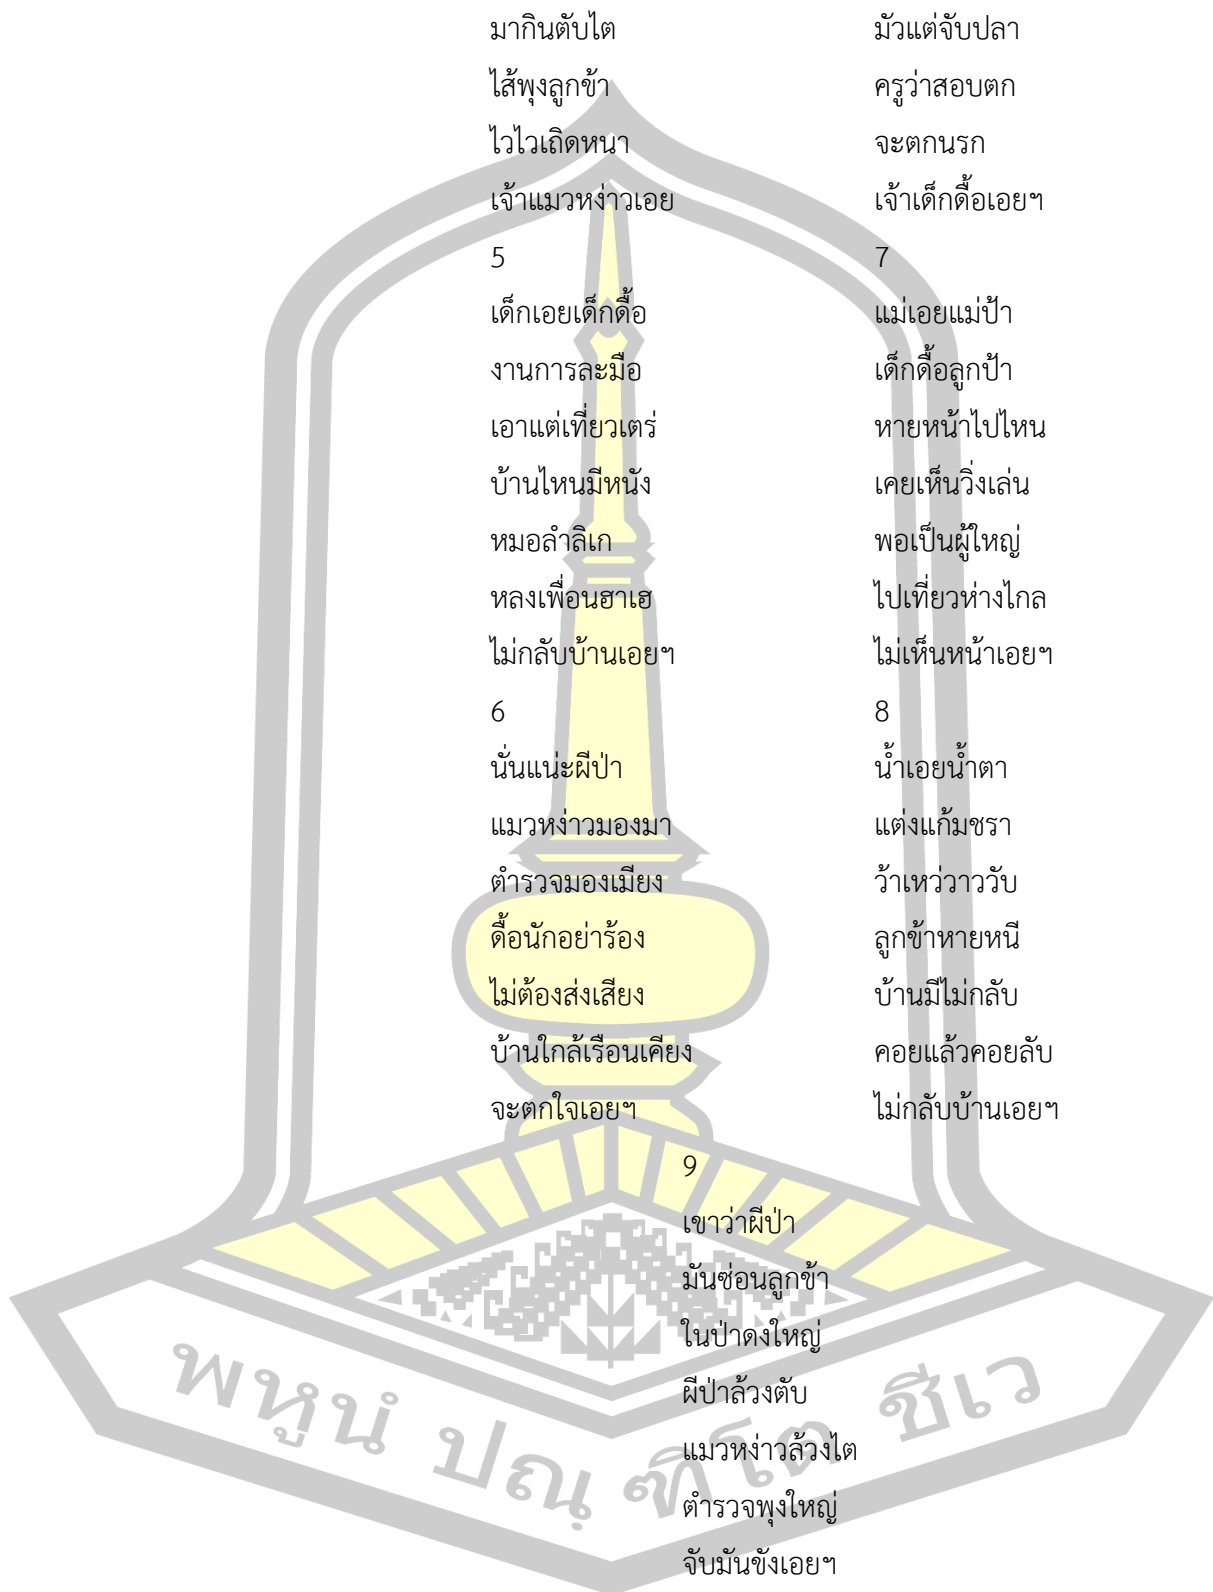 มากินตับไต
ไส้พุงลูกข้า
ไวไวเถิดหนา
เจ้าแมวหง่าวเอย
5
เด็กเอยเด็กดื้อ
งานการละมือ
เอาแต่เที่ยวเตร่
บ้านไหนมีหนัง
หมอลำลิเก
หลงเพื่อนฮาเฮ
ไม่กลับบ้านเอยฯ
6
นั่นแน่ะผีป่า
แมวหง่าวมองมา
ตำรวจมองเมียง
ดื้อนักอย่าร้อง
ไม่ต้องส่งเสียง
บ้านใกล้เรือนเคียง
จะตกใจเอยฯ
มัวแต่จับปลา
ครูว่าสอบตก
จะตกนรก
เจ้าเด็กดื้อเอยฯ
7
แม่เอยแม่ป้า
เด็กดื้อลูกป้า
หายหน้าไปไหน
เคยเห็นวิ่งเล่น
พอเป็นผู้ใหญ่
ไปเที่ยวห่างไกล
ไม่เห็นหน้าเอยฯ
8
น้ำเอยน้ำตา
แต่งแก้มชรา
ว้าเหว่วาววับ
ลูกข้าหายหนี
บ้านมีไม่กลับ
คอยแล้วคอยลับ
ไม่กลับบ้านเอยฯ
9
เขาว่าผีป่า
มันซ่อนลูกข้า
ในป่าดงใหญ่
ผีป่าล้วงตับ
แมวหง่าวล้วงไต
ตำรวจพุงใหญ่
จับมันขังเอยฯ
พหูนํ ปณฺฑิโต ชีเว